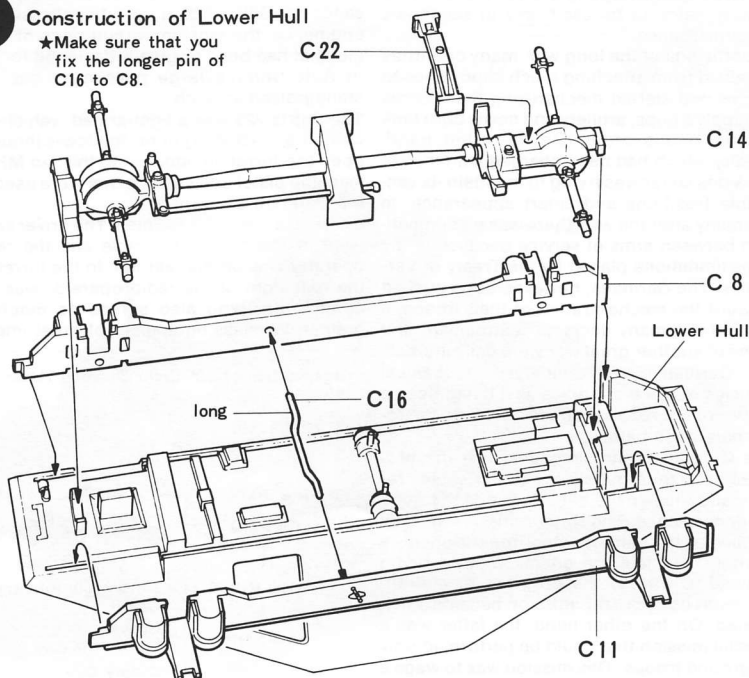 Construction of Lower Hull
★Make sure that you
fix the longer pin of
C16 to C8.
C22
C14
C8
Lower Hull
C16
long
C11